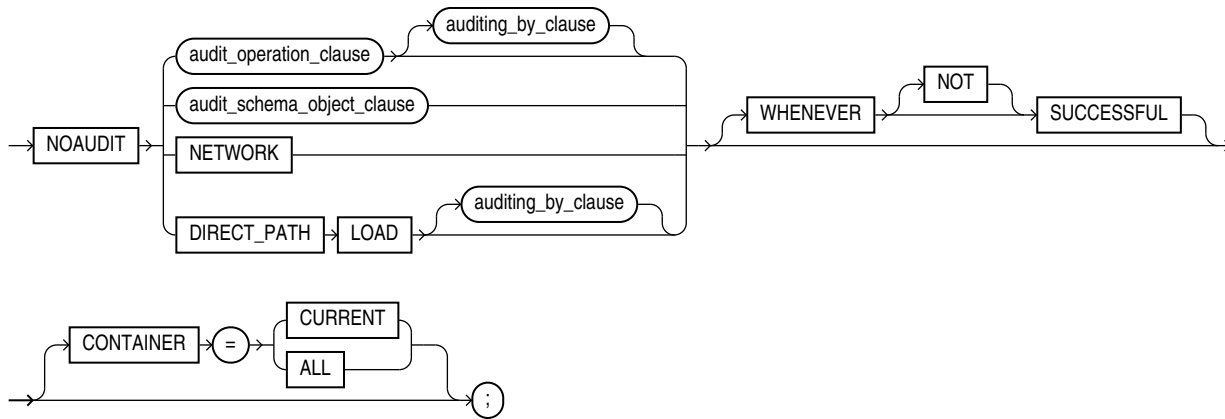 auditing_by_clause
audit_operation_clause
NOT
audit_schema_object_clause
WHENEVER
SUCCESSFUL
NOAUDIT
NETWORK
auditing_by_clause
DIRECT_PATH LOAD
CURRENT
CONTAINER =
ALL
;